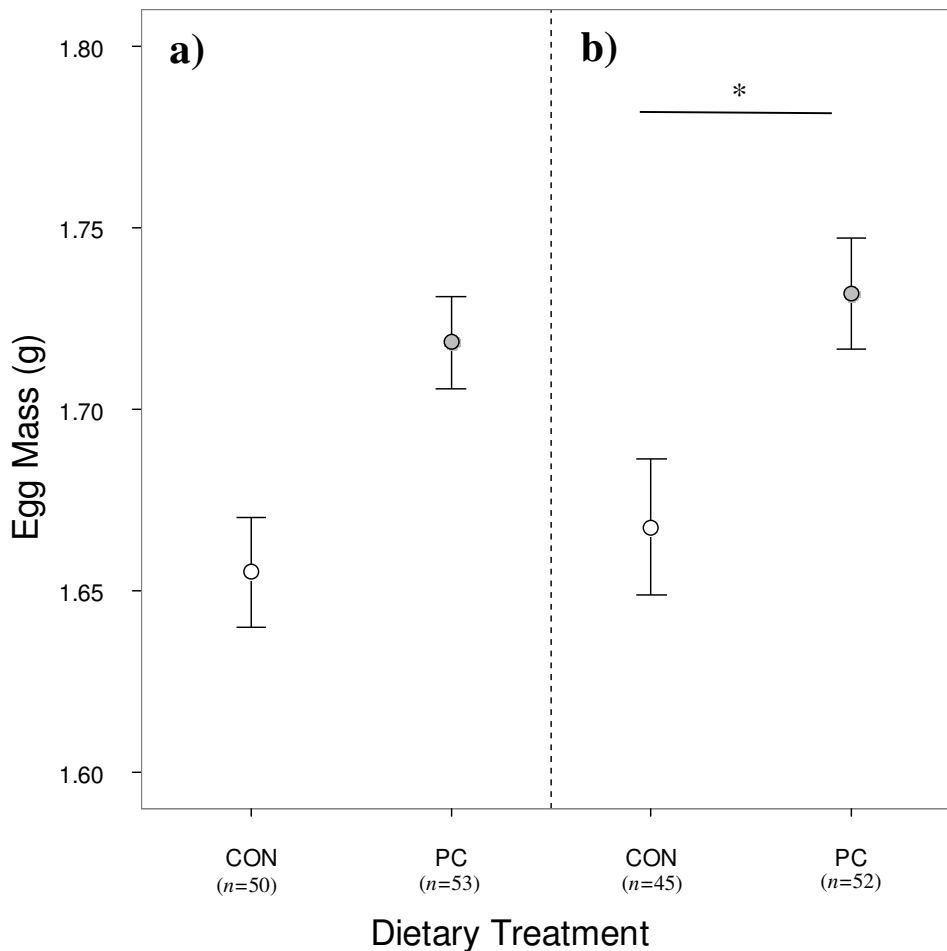 a)
b)
*
1.80
1.75
1.70
1.65
1.60
Egg Mass (g)
CON
(n=50)
PC
(n=53)
CON
(n=45)
PC
(n=52)
Dietary Treatment